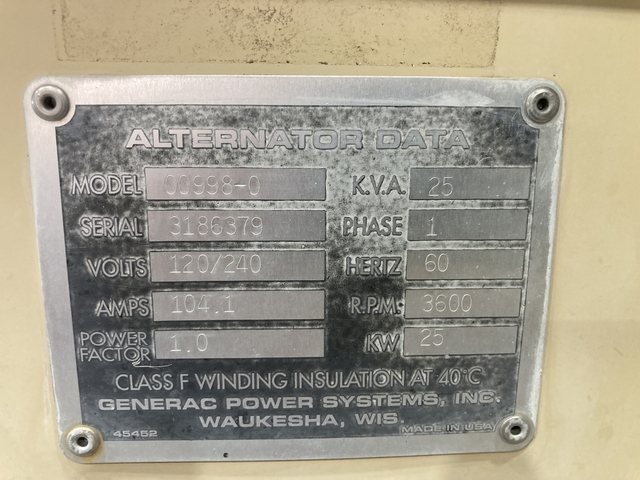 ALTERNATOR DATA
MODEL 00998-0 K.V.A. 25
SERIAL 3186379 PHASE 1
VOLTS 120/240 HERTZ 60
AMPS 104.1 R.P.M. 3600
POWER FACTOR 1.0 KW 25
CLASS F WINDING INSULATION AT 40°C
GENERAC POWER SYSTEMS, INC.
WAUKESHA, WIS.
45452 MADE IN USA